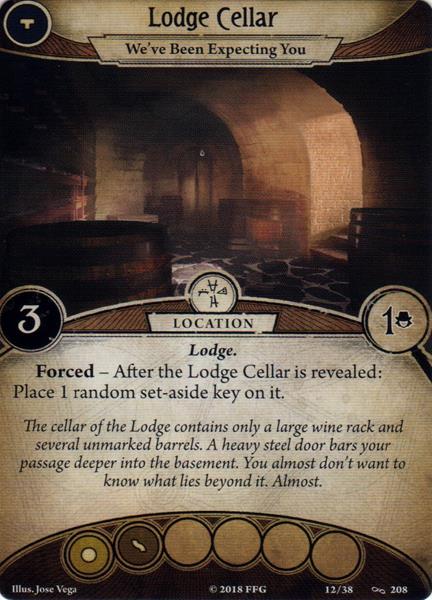 Lodge Cellar
We've Been Expecting You
3
1
LOCATION
Lodge.
Forced – After the Lodge Cellar is revealed:
Place 1 random set-aside key on it.
The cellar of the Lodge contains only a large wine rack and
several unmarked barrels. A heavy steel door bars your
passage deeper into the basement. You almost don't want to
know what lies beyond it. Almost.
Illus. Jose Vega © 2018 FFG 12/38 208